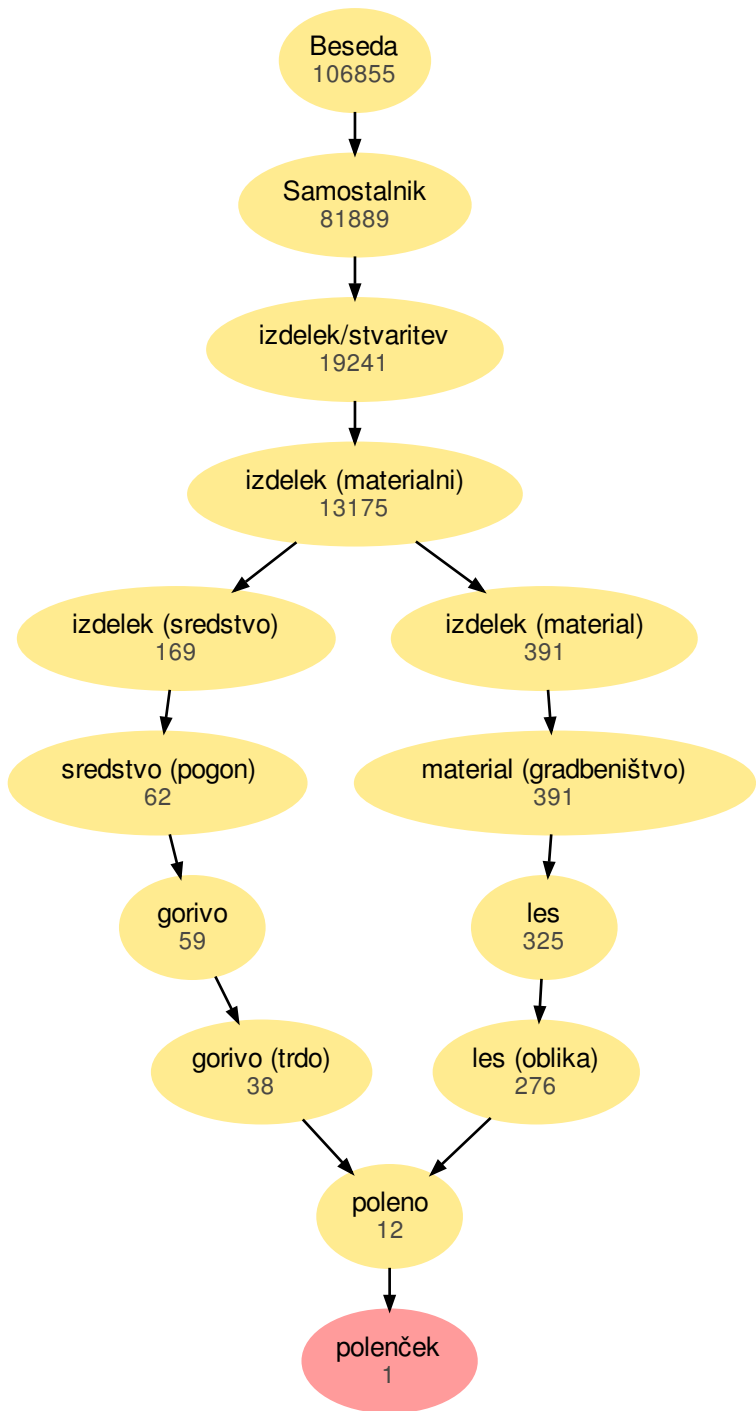 Beseda
106855
Samostalnik
81889
izdelek/stvaritev
19241
izdelek (materialni)
13175
izdelek (sredstvo)
169
izdelek (material)
391
sredstvo (pogon)
62
material (gradbeništvo)
391
gorivo
59
les
325
gorivo (trdo)
38
les (oblika)
276
poleno
12
polenček
1